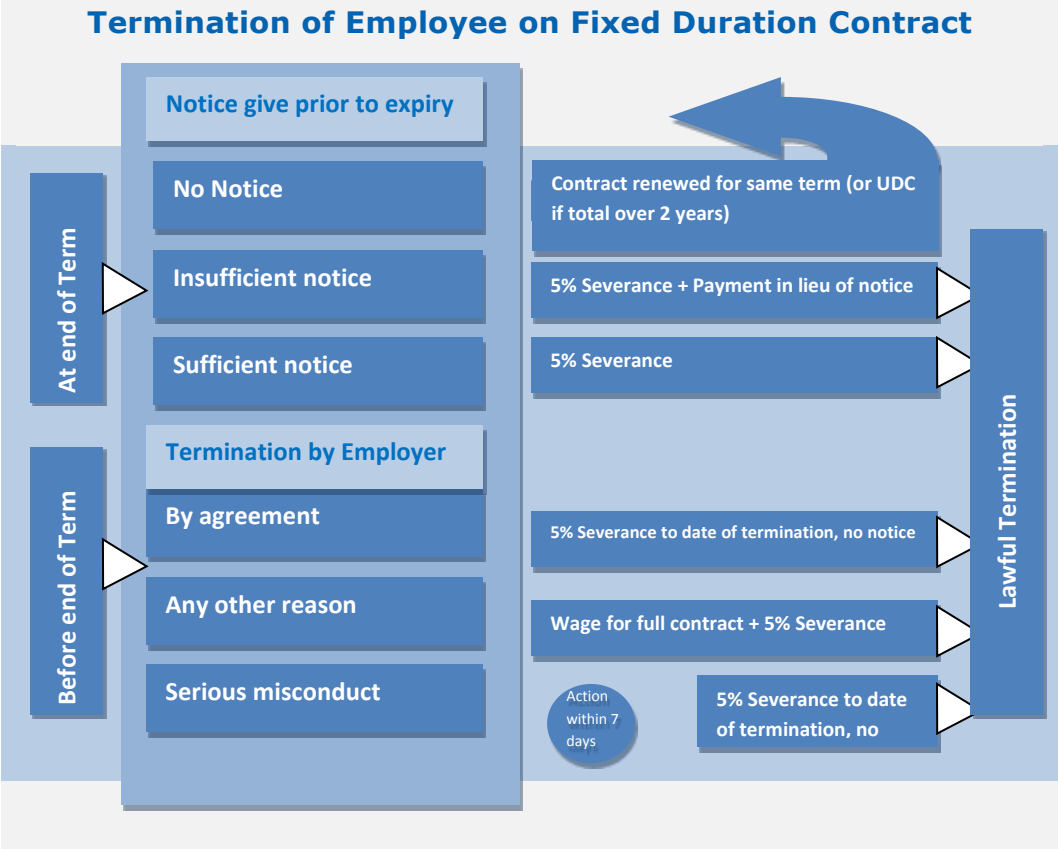 Termination of Employee on Fixed Duration Contract
Notice give prior to expiry
At end of Term
No Notice
Contract renewed for same term (or UDC
if total over 2 years)
Insufficient notice
5% Severance + Payment in lieu of notice
Sufficient notice
5% Severance
Lawful Termination
Before end of Term
Termination by Employer
By agreement
5% Severance to date of termination, no notice
Any other reason
Wage for full contract + 5% Severance
Serious misconduct
Action
within 7
days
5% Severance to date
of termination, no